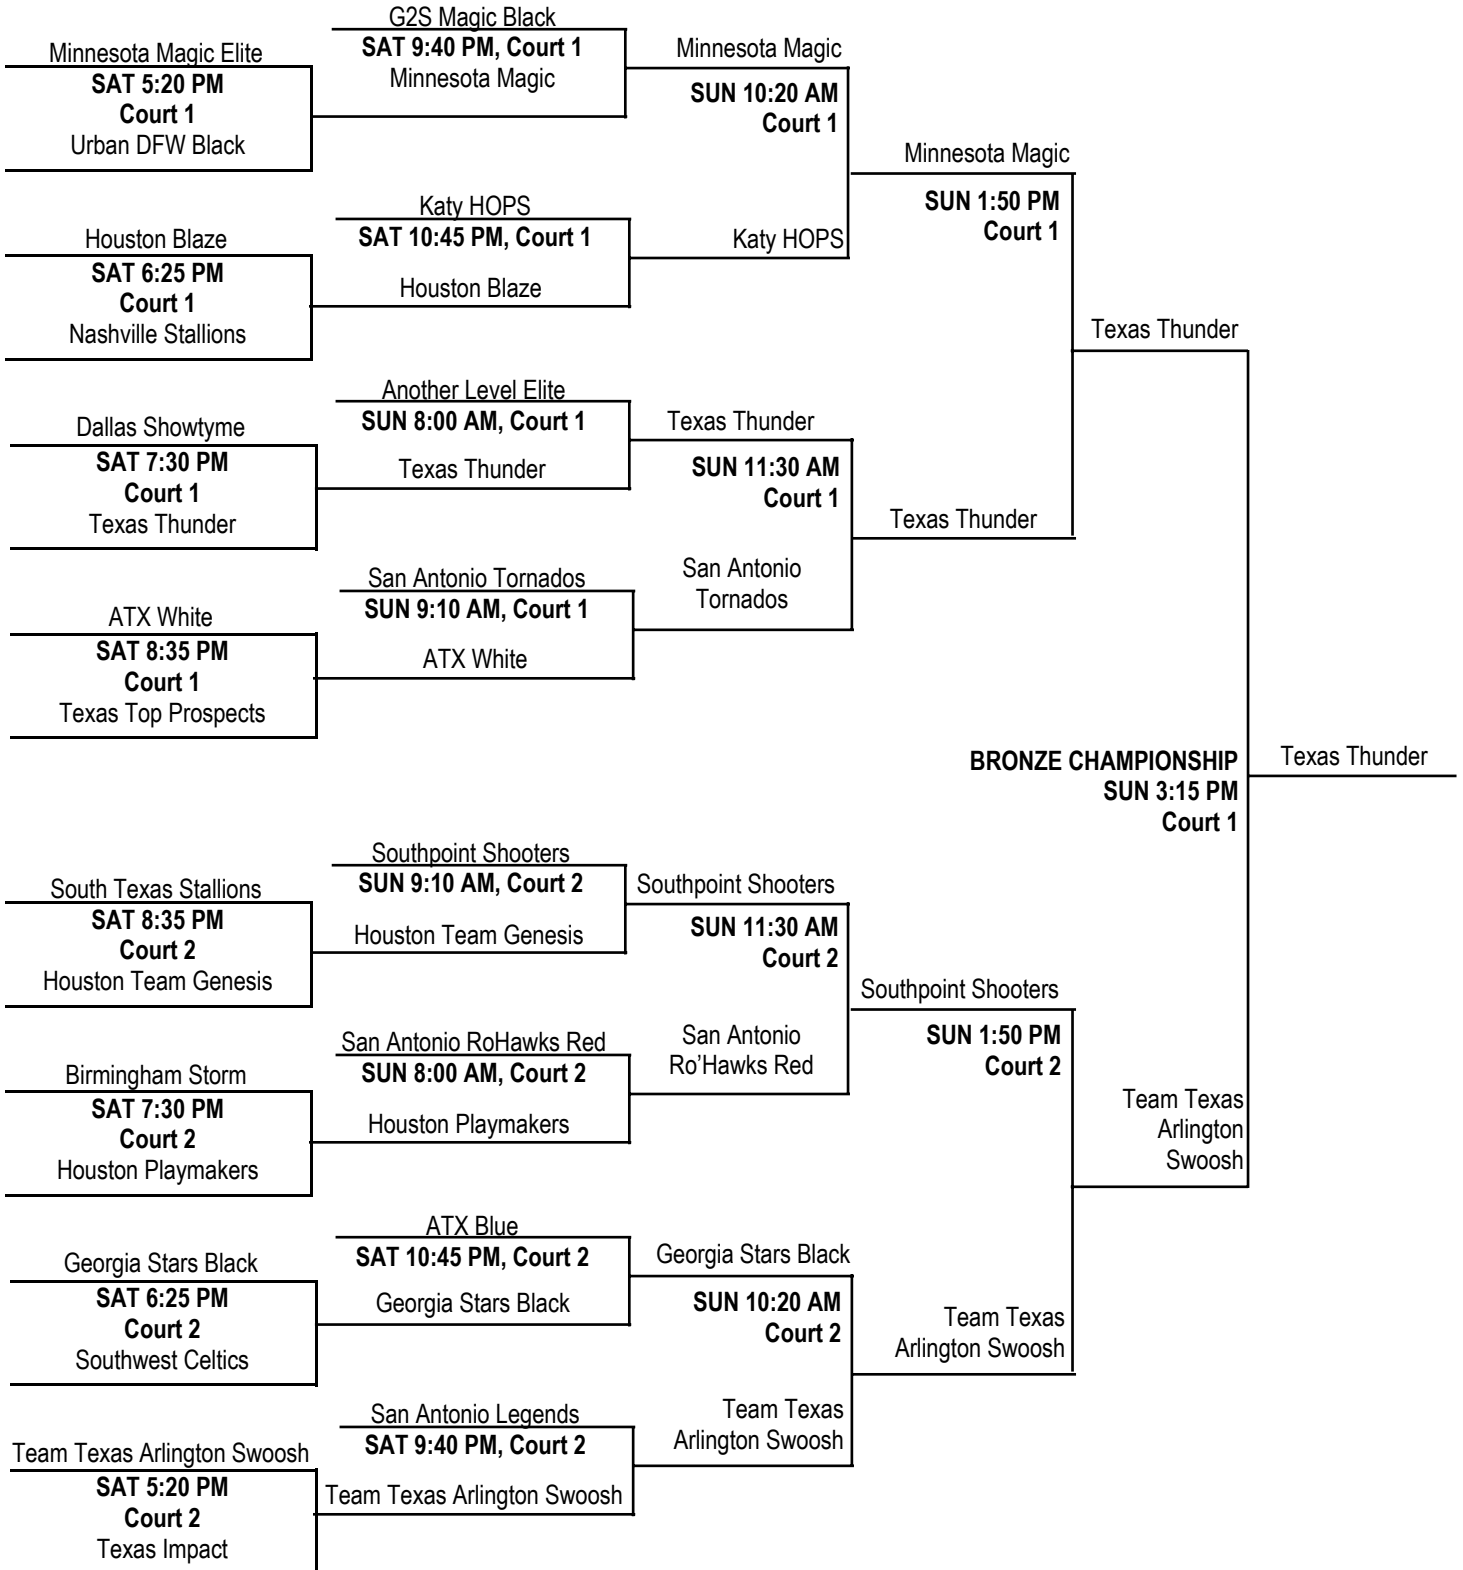 G2S Magic Black
Minnesota Magic Elite
SAT 9:40 PM, Court 1
Minnesota Magic
SAT 5:20 PM
Court 1
Urban DFW Black
Minnesota Magic
SUN 10:20 AM
Court 1
Minnesota Magic
SUN 1:50 PM
Court 1
Katy HOPS
Houston Blaze
SAT 10:45 PM, Court 1
Katy HOPS
SAT 6:25 PM
Court 1
Nashville Stallions
Houston Blaze
Texas Thunder
Another Level Elite
Dallas Showtyme
SUN 8:00 AM, Court 1
Texas Thunder
SAT 7:30 PM
Court 1
Texas Thunder
Texas Thunder
SUN 11:30 AM
Court 1
Texas Thunder
San Antonio Tornados
ATX White
SUN 9:10 AM, Court 1
San Antonio
Tornados
SAT 8:35 PM
Court 1
Texas Top Prospects
ATX White
BRONZE CHAMPIONSHIP
SUN 3:15 PM
Court 1
Texas Thunder
Southpoint Shooters
South Texas Stallions
SUN 9:10 AM, Court 2
Southpoint Shooters
SAT 8:35 PM
Court 2
Houston Team Genesis
Houston Team Genesis
SUN 11:30 AM
Court 2
Southpoint Shooters
SUN 1:50 PM
Court 2
San Antonio RoHawks Red
Birmingham Storm
SUN 8:00 AM, Court 2
San Antonio
Ro’Hawks Red
SAT 7:30 PM
Court 2
Houston Playmakers
Houston Playmakers
Team Texas
Arlington
Swoosh
ATX Blue
Georgia Stars Black
SAT 10:45 PM, Court 2
Georgia Stars Black
SAT 6:25 PM
Court 2
Southwest Celtics
Georgia Stars Black
SUN 10:20 AM
Court 2
Team Texas
Arlington Swoosh
San Antonio Legends
Team Texas Arlington Swoosh
SAT 9:40 PM, Court 2
Team Texas
Arlington Swoosh
SAT 5:20 PM
Court 2
Texas Impact
Team Texas Arlington Swoosh